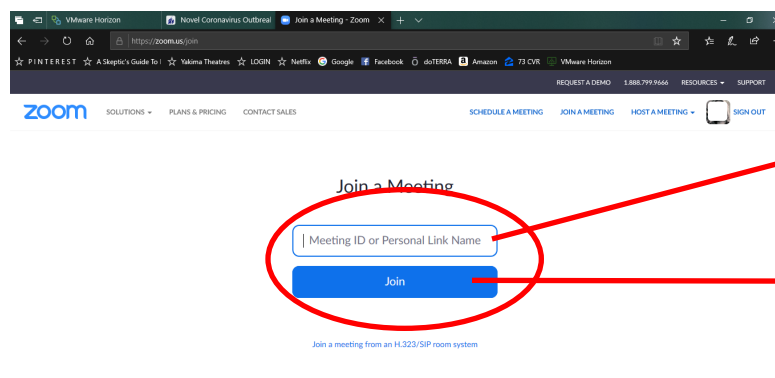 VMware Horizon Novel Coronavirus Outbreal Join a Meeting - Zoom
https://zoom.us/join
PINTEREST A Skeptic's Guide To I Yakima Theatres LOGIN Netflix Google Facebook doTERRA Amazon 73 CVR VMware Horizon
REQUEST A DEMO 1.888.799.9666 RESOURCES SUPPORT
zoom SOLUTIONS PLANS & PRICING CONTACT SALES SCHEDULE A MEETING JOIN A MEETING HOST A MEETING SIGN OUT
Join a Meeting
Meeting ID or Personal Link Name
Join
Join a meeting from an H.323/SIP room system